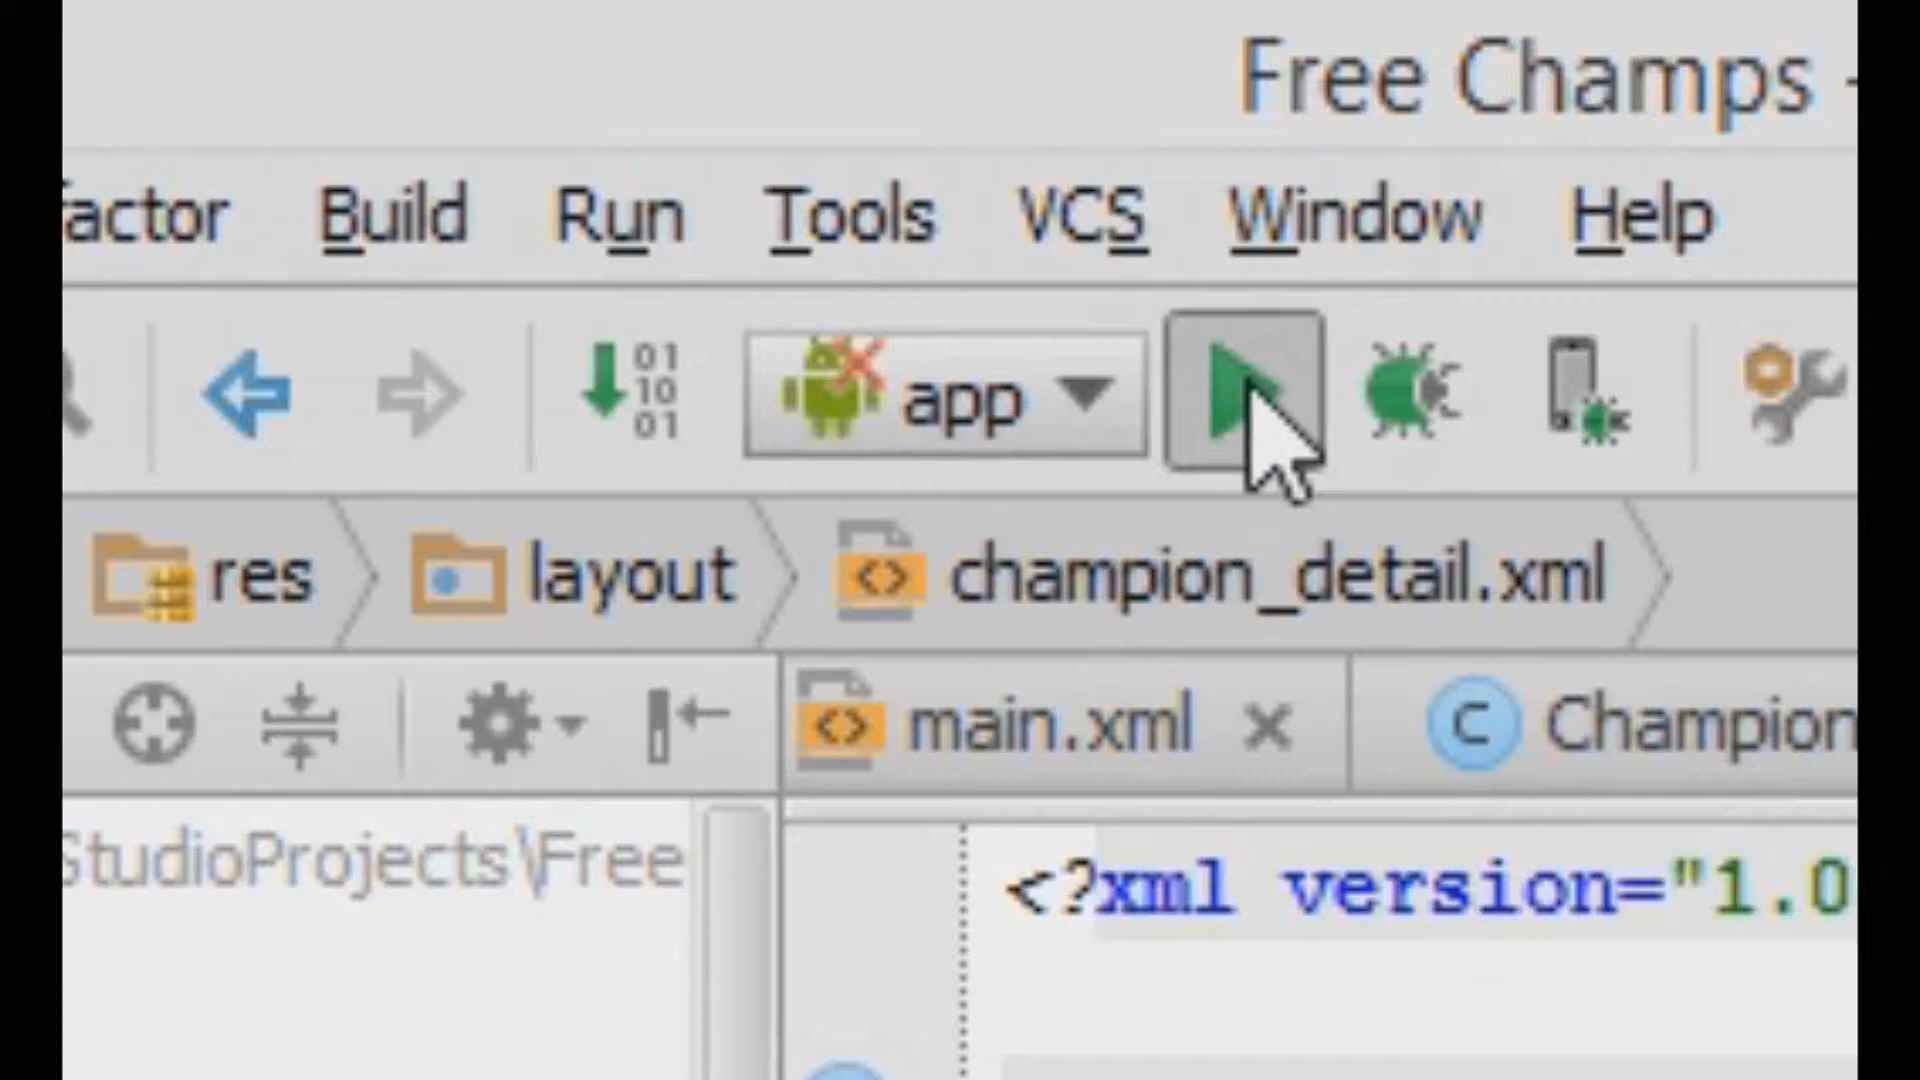 Free Champs -
factor Build Run Tools VCS Window Help
01
10
01
app
res layout champion_detail.xml
main.xml C Champion
StudioProjects\Free
<?xml version="1.0